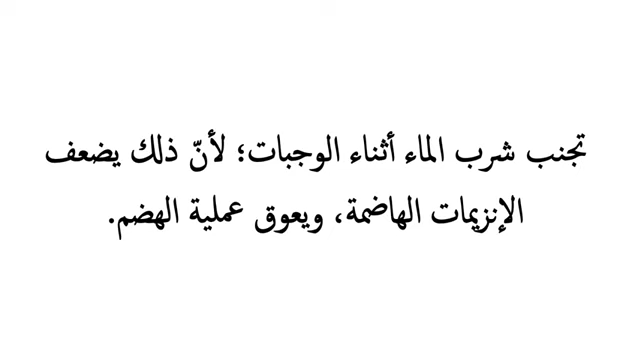 تجنب شرب الماء أثناء الوجبات؛ لأنّ ذلك يضعف
الإنزيمات الهاضمة، ويعوق عملية الهضم.